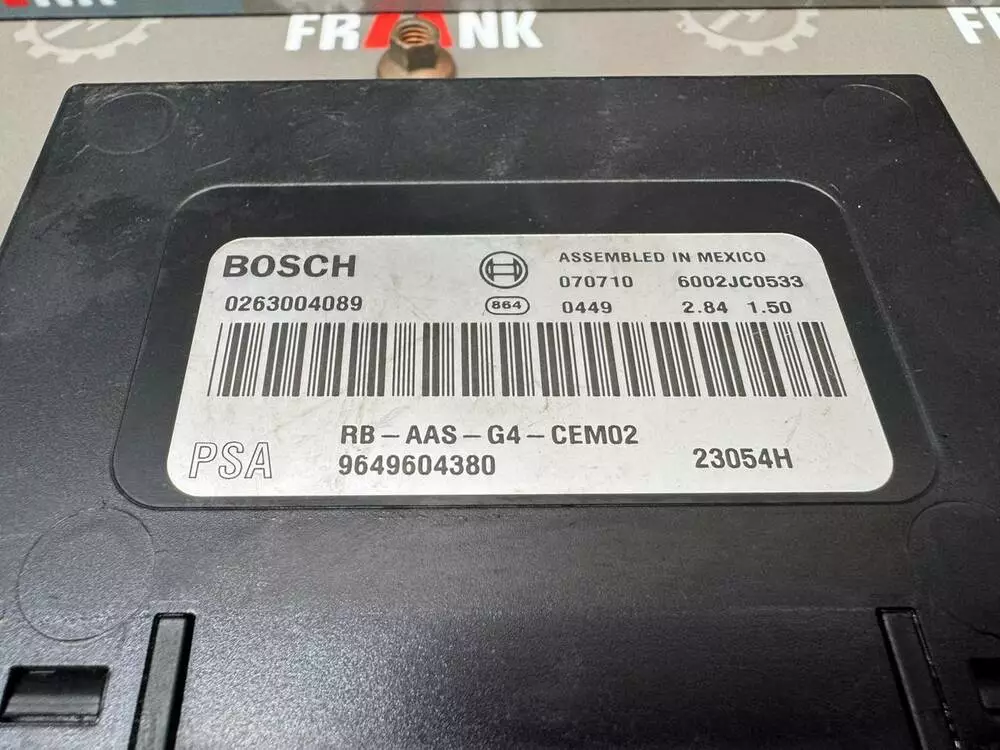 FRANK
BOSCH
ASSEMBLED IN MEXICO
070710 6002JC0533
0263004089
864
0449 2.84 1.50
RB-AAS-G4-CEM02
PSA
9649604380
23054H